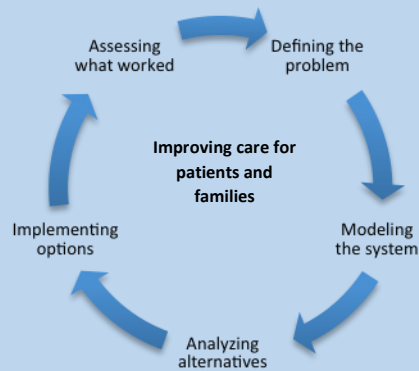 Assessing
what worked
Defining the
problem
Improving care for
patients and
families
Implementing
options
Modeling
the system
Analyzing
alternatives